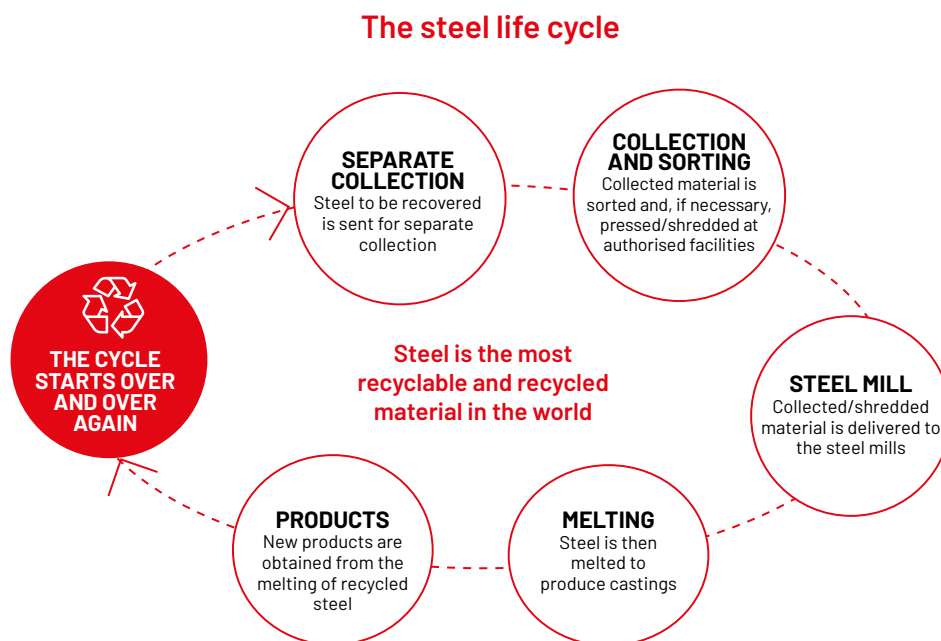 The steel life cycle
SEPARATE
COLLECTION
Steel to be recovered
is sent for separate
collection
COLLECTION
AND SORTING
Collected material is
sorted and, if necessary,
pressed/shredded at
authorised facilities
STEEL MILL
Collected/shredded
material is delivered to
the steel mills
MELTING
Steel is then
melted to
produce castings
PRODUCTS
New products are
obtained from the
melting of recycled
steel
THE CYCLE
STARTS OVER
AND OVER
AGAIN
Steel is the most
recyclable and recycled
material in the world